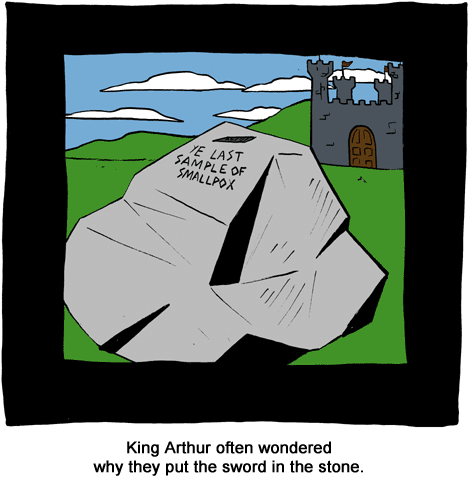 YE LAST
SAMPLE OF
SMALLPOX
King Arthur often wondered
why they put the sword in the stone.